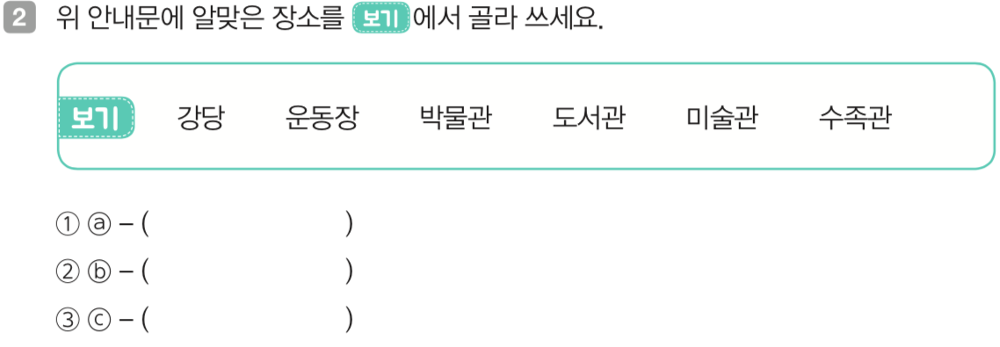 2 위 안내문에 알맞은 장소를 보기 에서 골라 쓰세요.
보기 강당 운동장 박물관 도서관 미술관 수족관
① ⓐ – ( )
② ⓑ – ( )
③ ⓒ – ( )